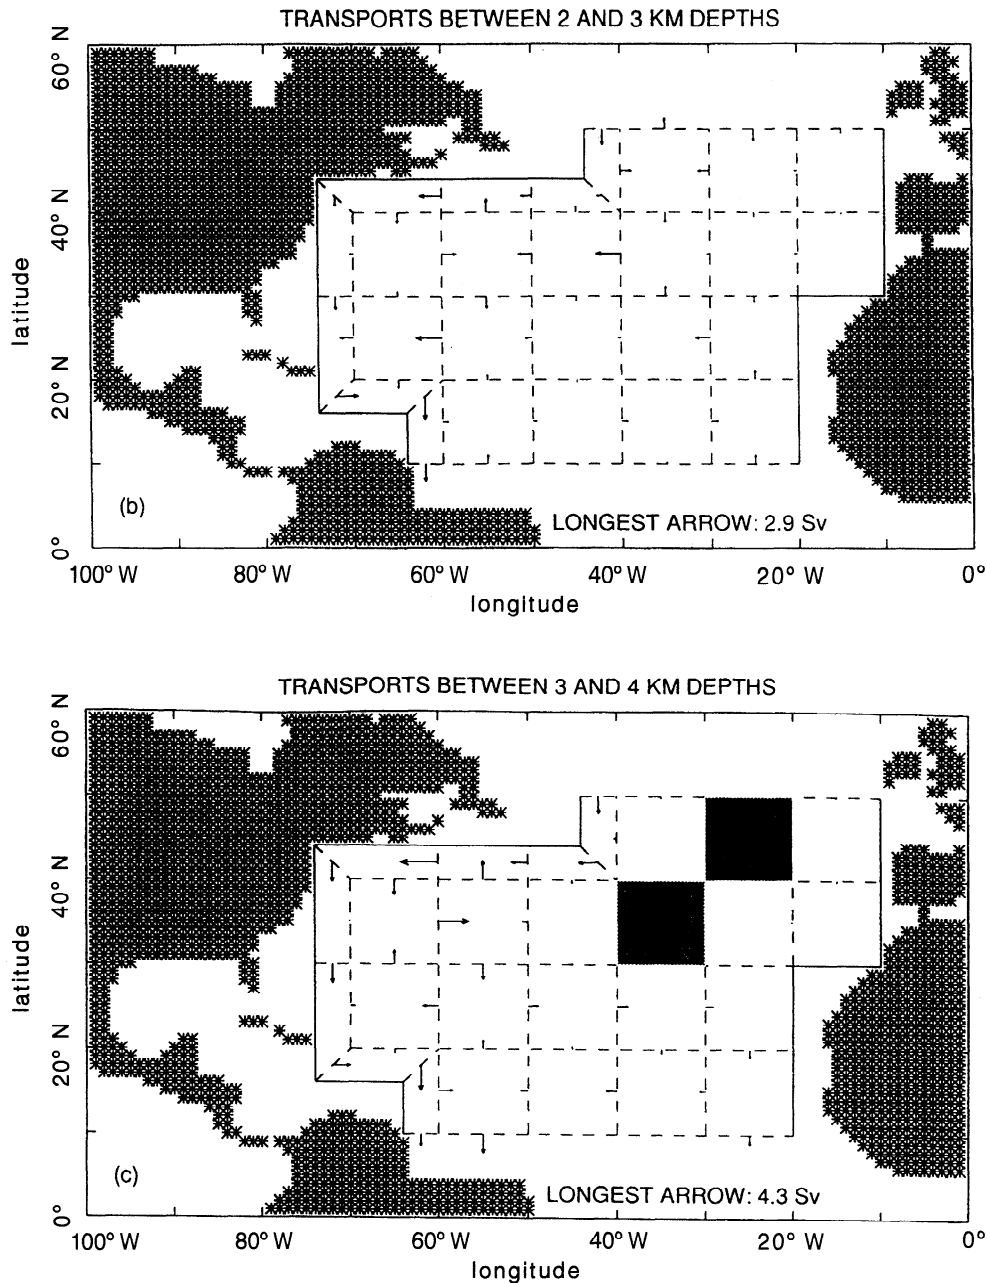 TRANSPORTS BETWEEN 2 AND 3 KM DEPTHS
60° N
40° N
20° N
0°
latitude
(b)
LONGEST ARROW: 2.9 Sv
100° W 80° W 60° W 40° W 20° W 0°
longitude
TRANSPORTS BETWEEN 3 AND 4 KM DEPTHS
60° N
40° N
20° N
0°
latitude
(c)
LONGEST ARROW: 4.3 Sv
100° W 80° W 60° W 40° W 20° W 0°
longitude